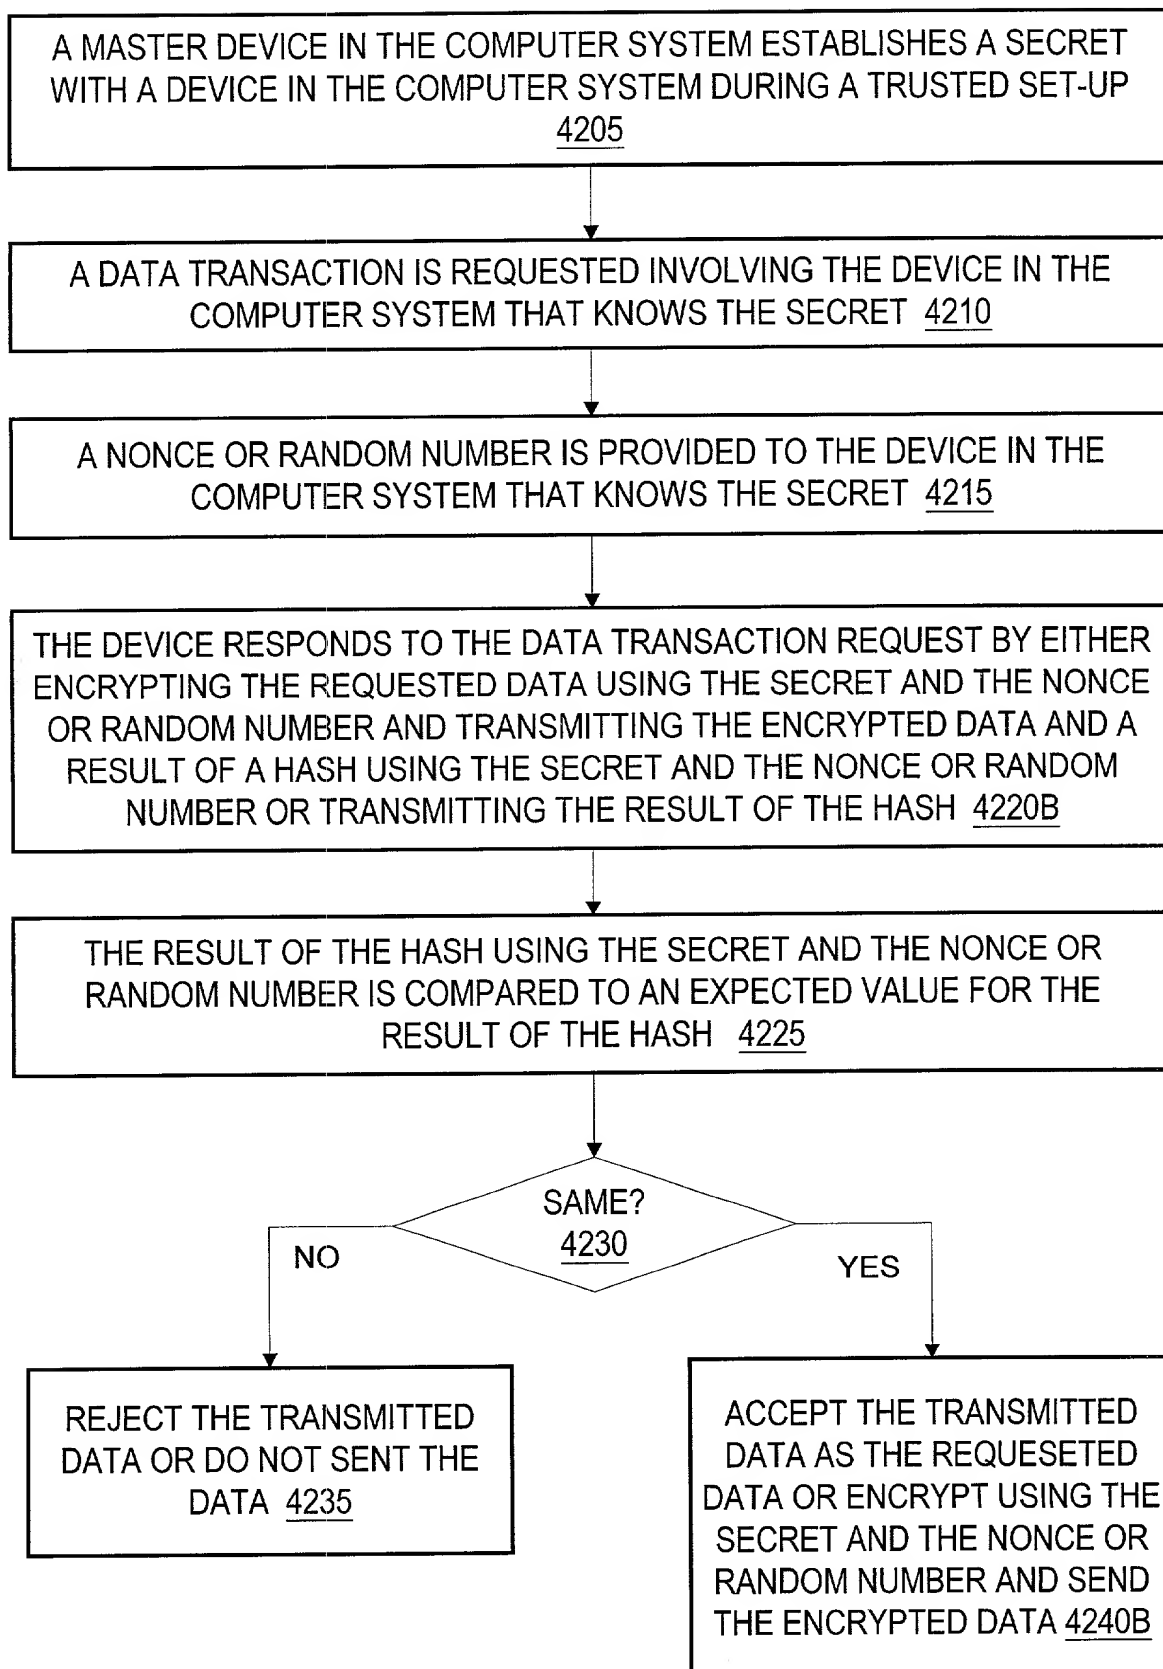 A MASTER DEVICE IN THE COMPUTER SYSTEM ESTABLISHES A SECRET
WITH A DEVICE IN THE COMPUTER SYSTEM DURING A TRUSTED SET-UP
4205
A DATA TRANSACTION IS REQUESTED INVOLVING THE DEVICE IN THE
COMPUTER SYSTEM THAT KNOWS THE SECRET 4210
A NONCE OR RANDOM NUMBER IS PROVIDED TO THE DEVICE IN THE
COMPUTER SYSTEM THAT KNOWS THE SECRET 4215
THE DEVICE RESPONDS TO THE DATA TRANSACTION REQUEST BY EITHER
ENCRYPTING THE REQUESTED DATA USING THE SECRET AND THE NONCE
OR RANDOM NUMBER AND TRANSMITTING THE ENCRYPTED DATA AND A
RESULT OF A HASH USING THE SECRET AND THE NONCE OR RANDOM
NUMBER OR TRANSMITTING THE RESULT OF THE HASH 4220B
THE RESULT OF THE HASH USING THE SECRET AND THE NONCE OR
RANDOM NUMBER IS COMPARED TO AN EXPECTED VALUE FOR THE
RESULT OF THE HASH 4225
SAME?
4230
NO
YES
REJECT THE TRANSMITTED
DATA OR DO NOT SENT THE
DATA 4235
ACCEPT THE TRANSMITTED
DATA AS THE REQUESETED
DATA OR ENCRYPT USING THE
SECRET AND THE NONCE OR
RANDOM NUMBER AND SEND
THE ENCRYPTED DATA 4240B